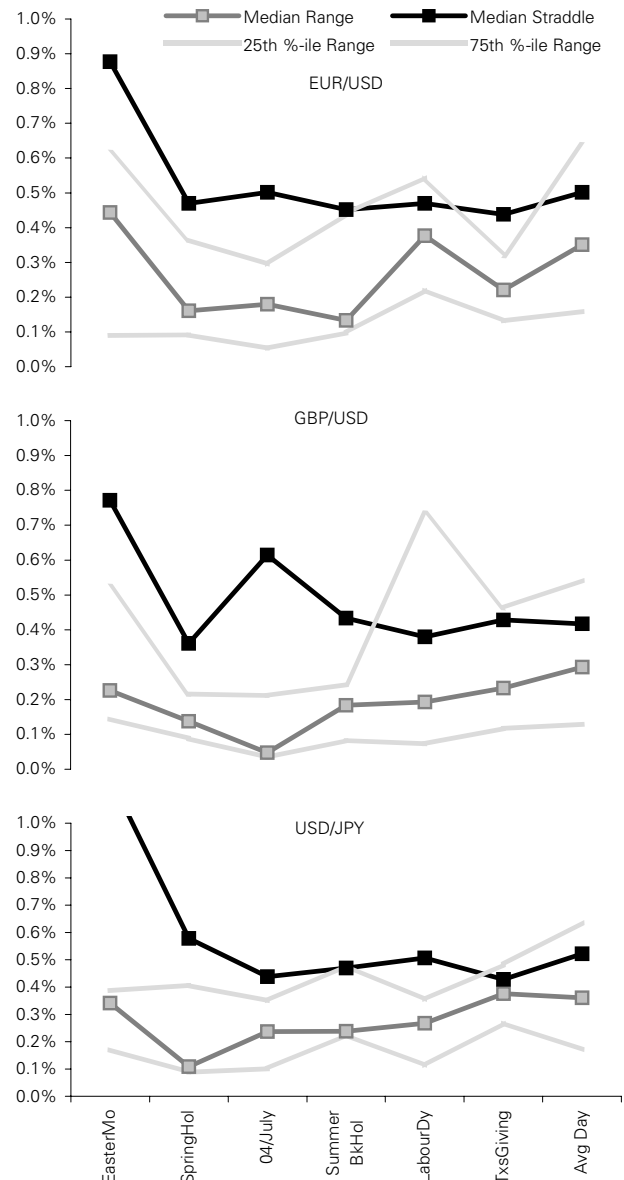 1.0%
Median Range
Median Straddle
0.9%
25th %-ile Range
75th %-ile Range
0.8%
EUR/USD
0.7%
0.6%
0.5%
0.4%
0.3%
0.2%
0.1%
0.0%
1.0%
GBP/USD
0.9%
0.8%
0.7%
0.6%
0.5%
0.4%
0.3%
0.2%
0.1%
0.0%
1.0%
USD/JPY
0.9%
0.8%
0.7%
0.6%
0.5%
0.4%
0.3%
0.2%
0.1%
0.0%
EasterMo
SpringHol
04/July
Summer
BkHol
LabourDy
TxsGiving
Avg Day